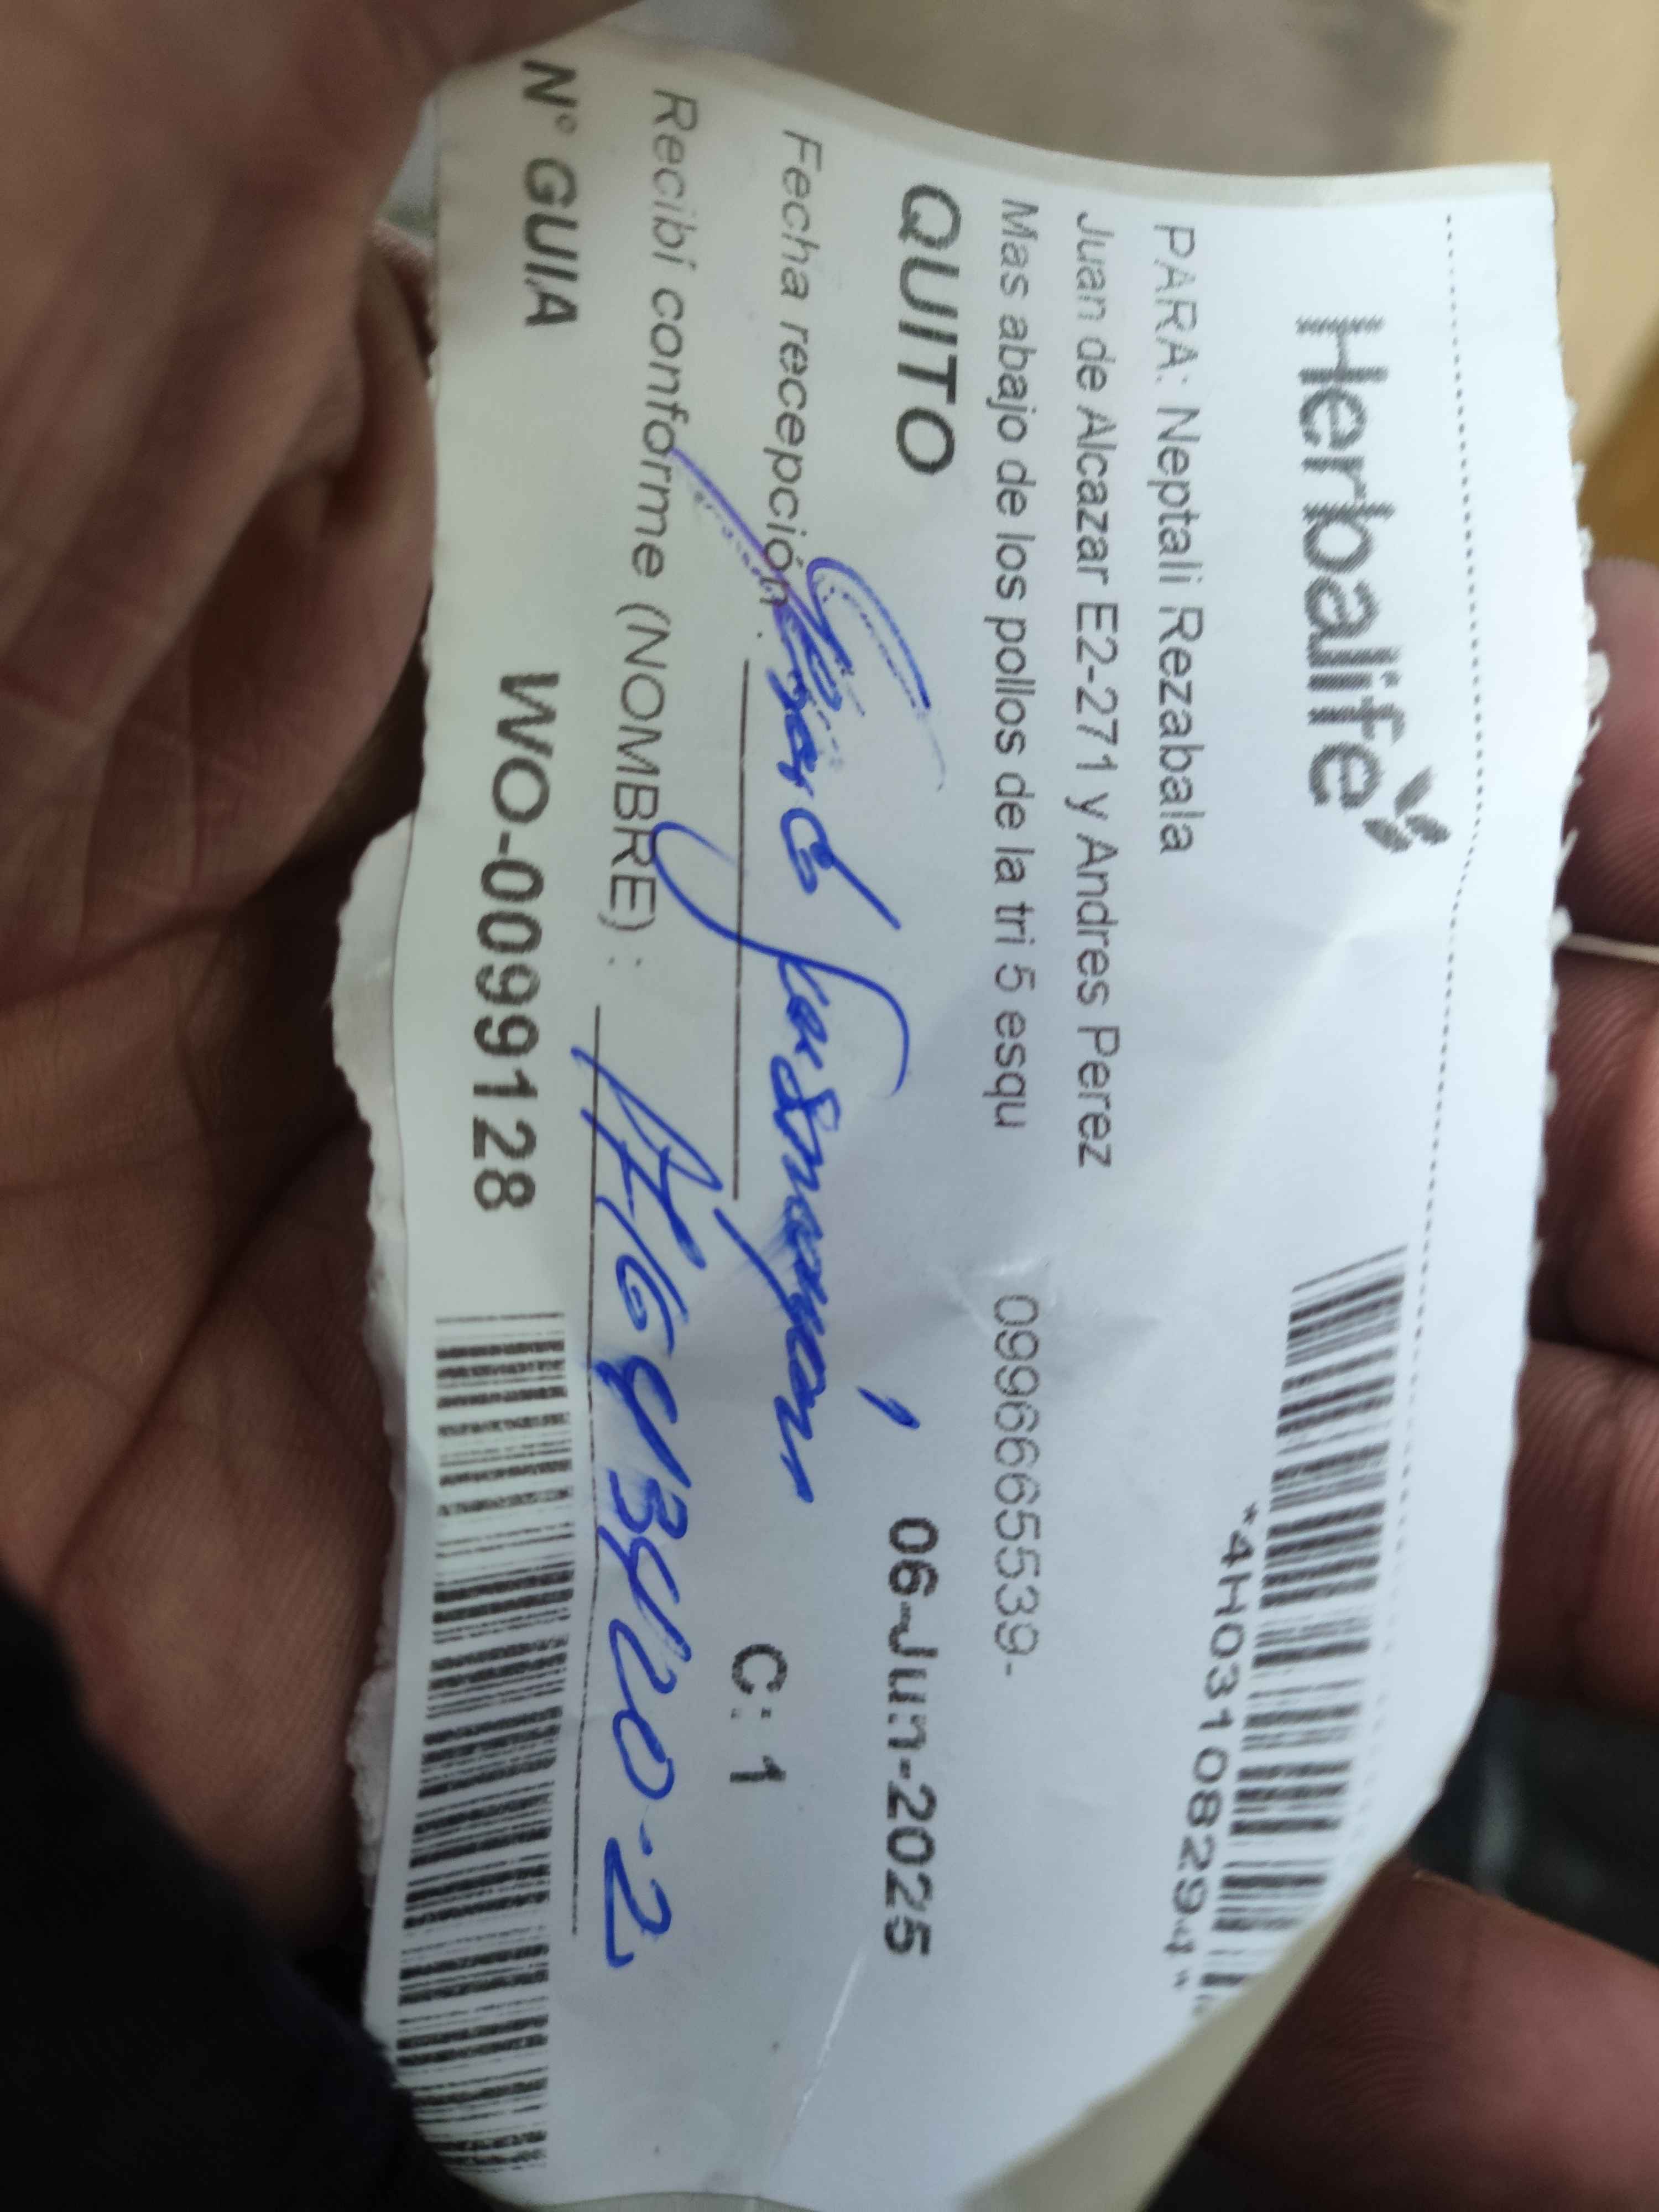 Herbalife
*4H03108294*
PARA: Neptali Rezabala
Juan de Alcazar E2-271 y Andres Perez
Mas abajo de los pollos de la tri 5 esqu 0996665539-
QUITO 06-Jun-2025
Fecha recepción :
C: 1
Recibí conforme (NOMBRE) :
N° GUIA WO-0099128